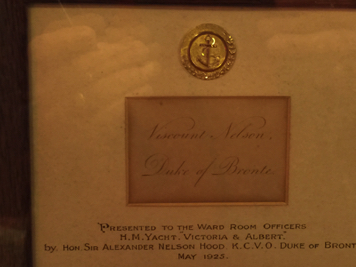 Viscount Nelson.
Duke of Bronte
"PRESENTED TO THE WARD ROOM OFFICERS
H.M. YACHT. VICTORIA & ALBERT."
by. HON. SIR ALEXANDER NELSON HOOD. K.C.V.O. DUKE OF BRONT
MAY 1923.